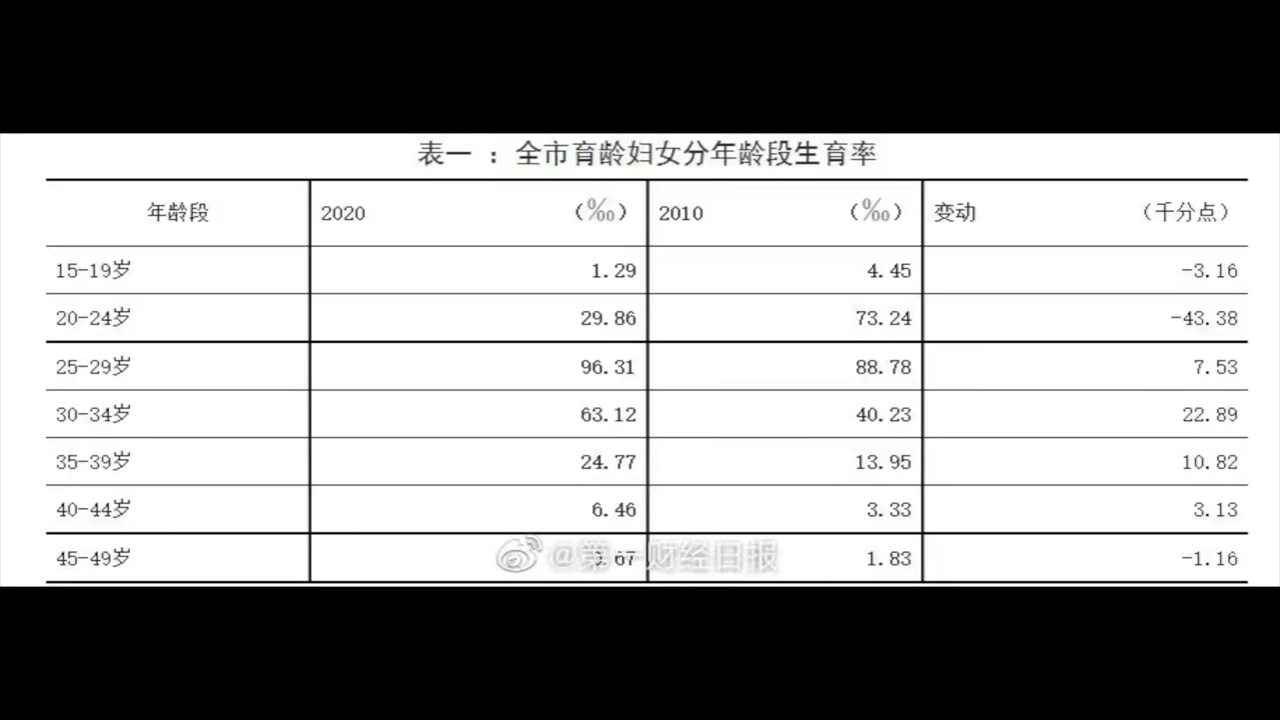 表一 ：全市育龄妇女分年龄段生育率
年龄段 2020 （‰） 2010 （‰） 变动 （千分点）
15-19岁 1.29 4.45 -3.16
20-24岁 29.86 73.24 -43.38
25-29岁 96.31 88.78 7.53
30-34岁 63.12 40.23 22.89
35-39岁 24.77 13.95 10.82
40-44岁 6.46 3.33 3.13
45-49岁 0.67 1.83 -1.16
@第一财经日报